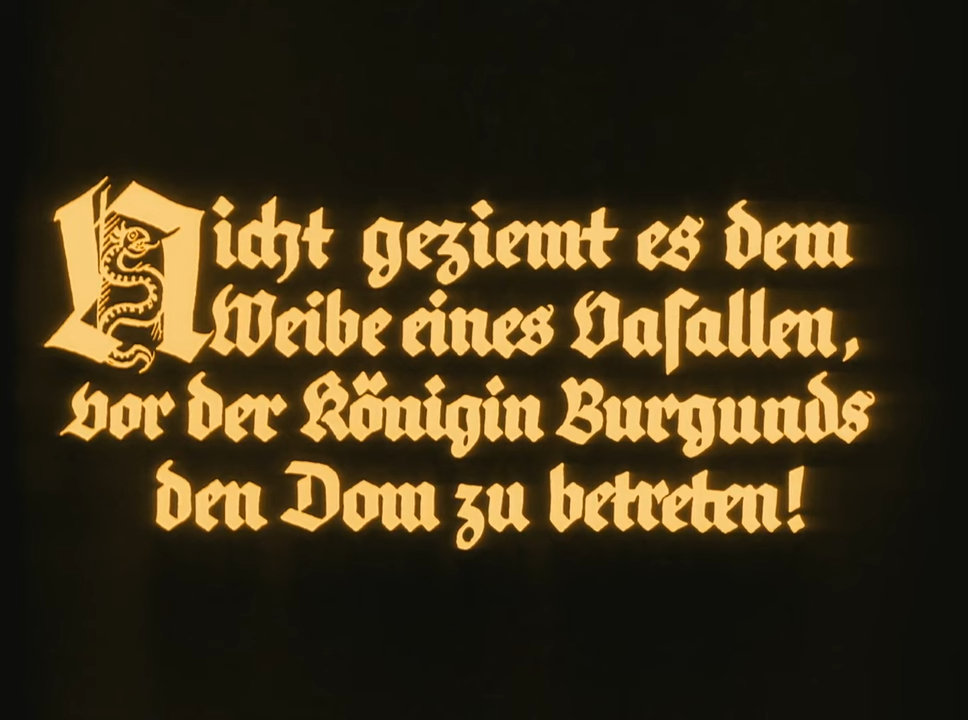 Nicht geziemt es dem
Weibe eines Vaſallen,
vor der Königin Burgunds
den Dom zu betreten!